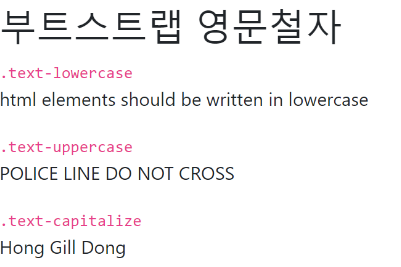 부트스트랩 영문철자
.text-lowercase
html elements should be written in lowercase
.text-uppercase
POLICE LINE DO NOT CROSS
.text-capitalize
Hong Gill Dong